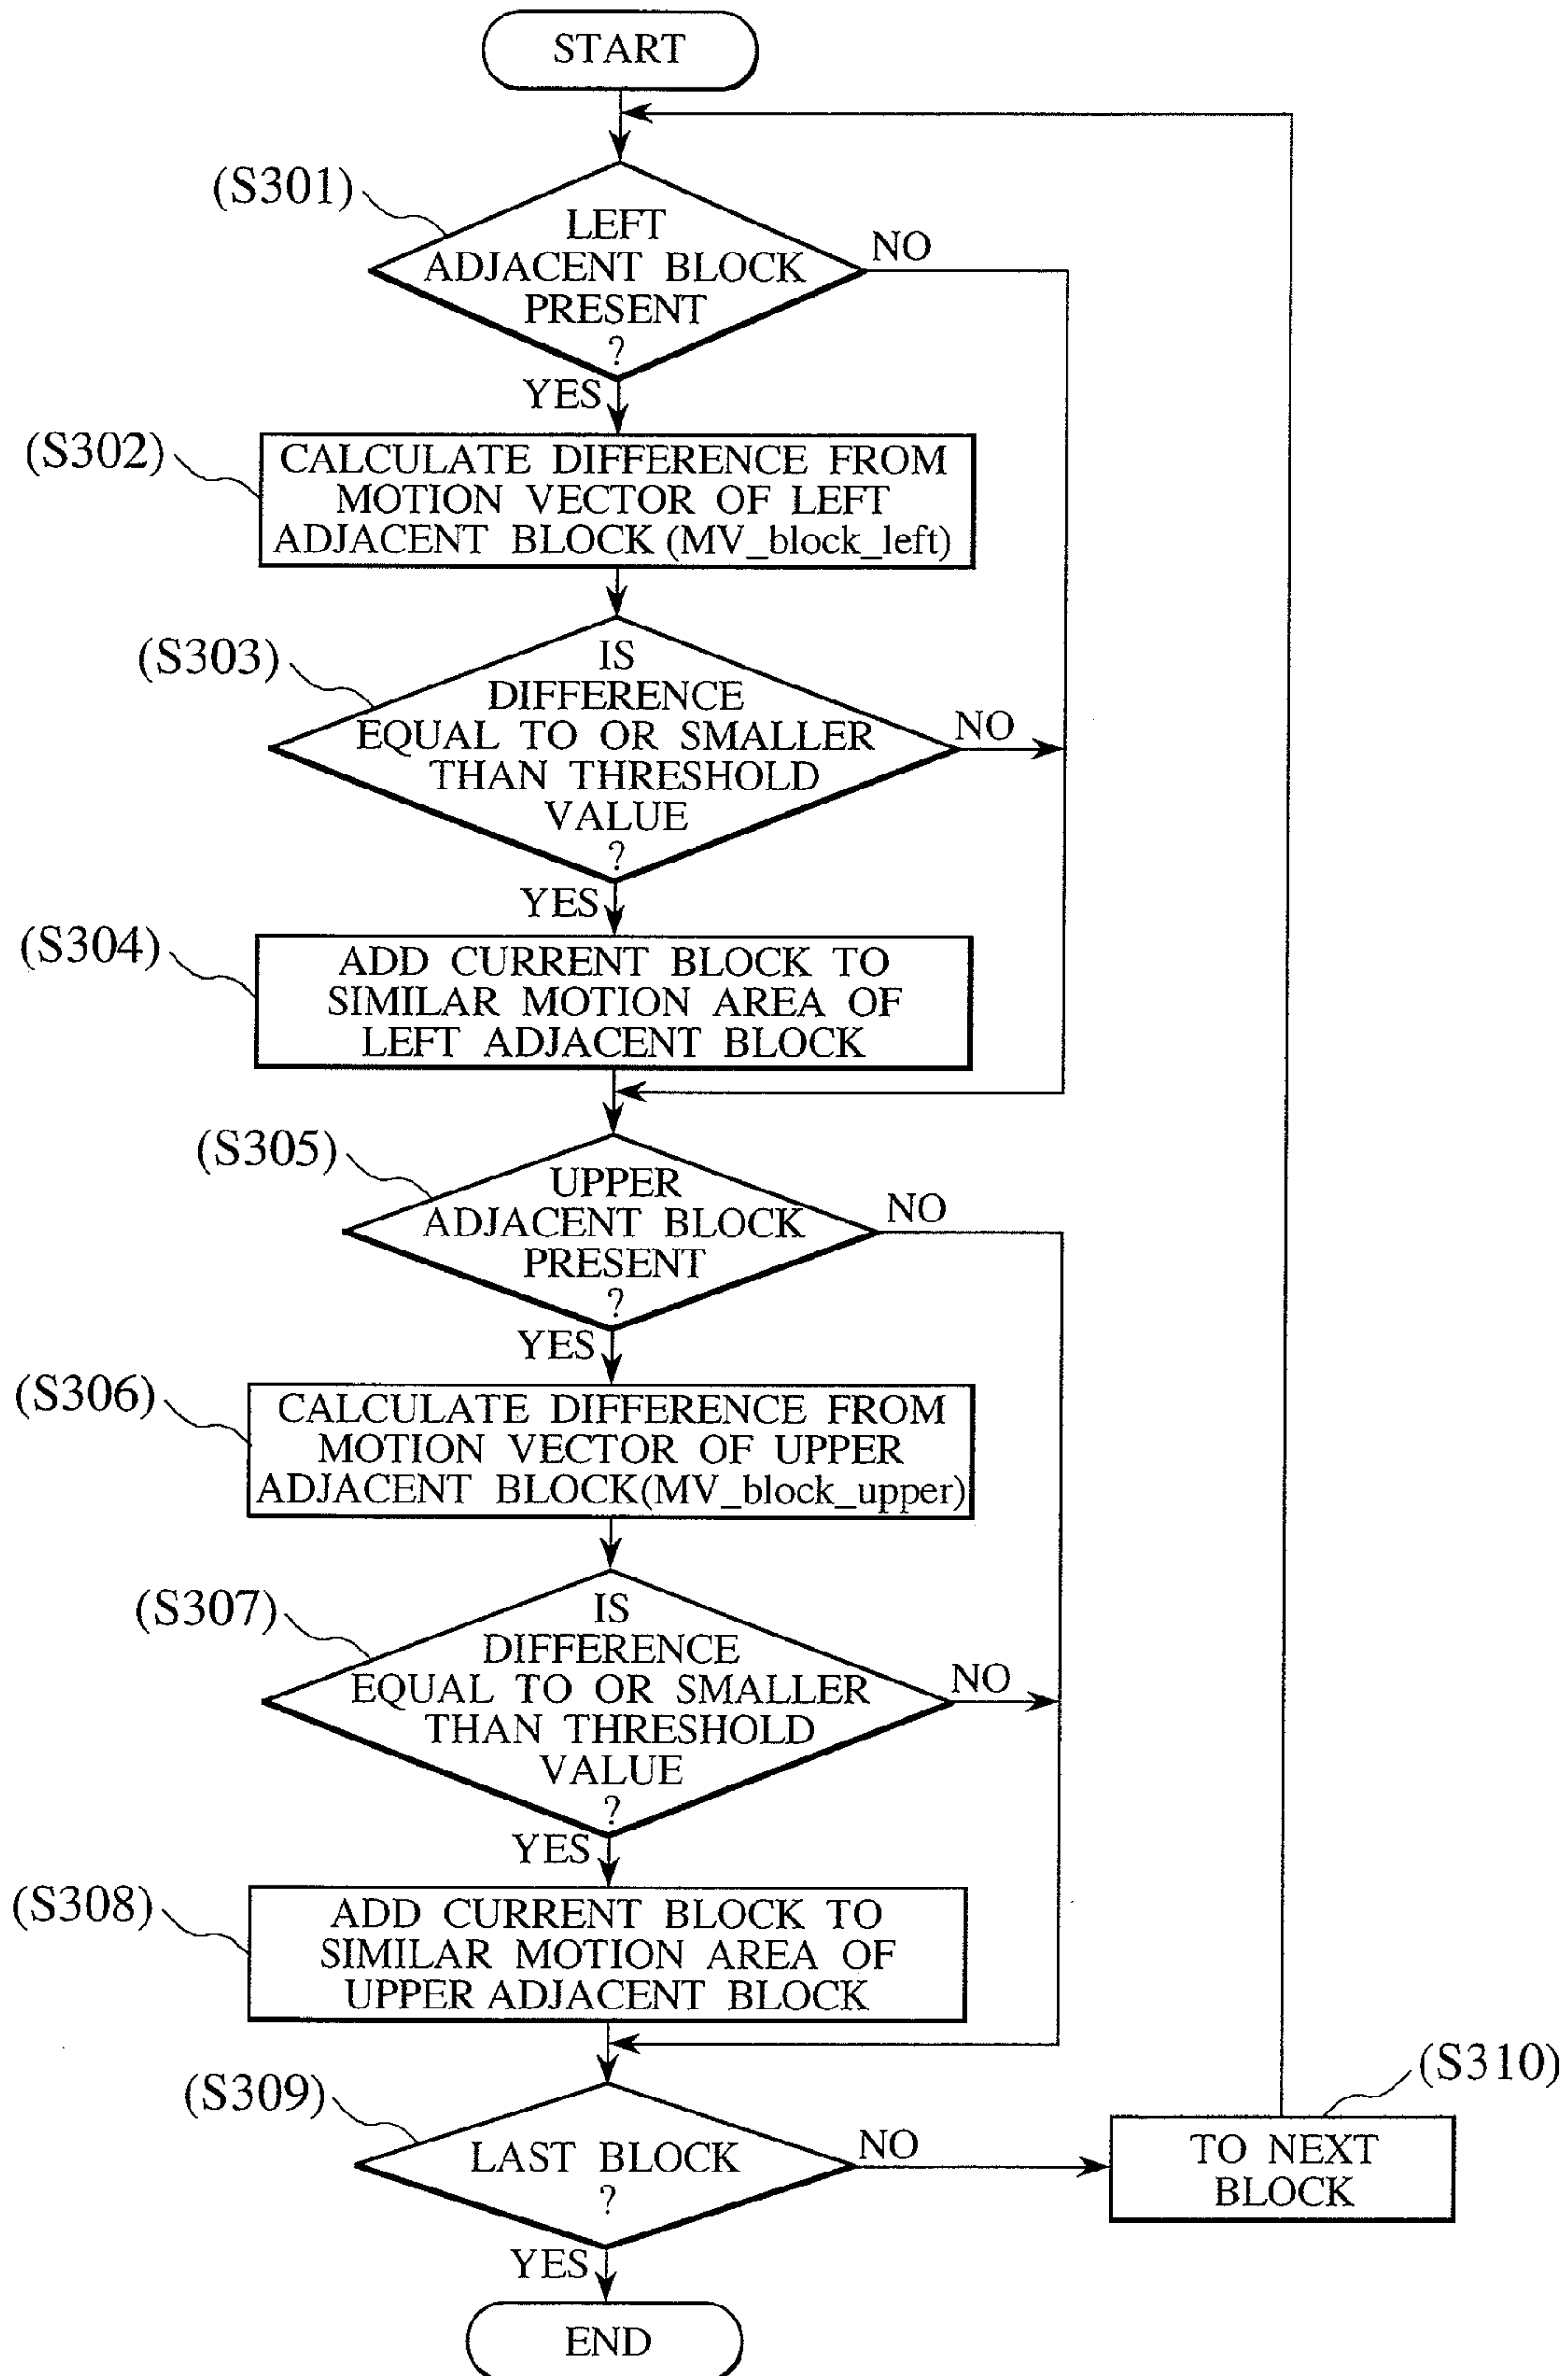 START
(S301)
LEFT
ADJACENT BLOCK
PRESENT
?
NO
YES
(S302)
CALCULATE DIFFERENCE FROM
MOTION VECTOR OF LEFT
ADJACENT BLOCK (MV_block_left)
(S303)
IS
DIFFERENCE
EQUAL TO OR SMALLER
THAN THRESHOLD
VALUE
?
NO
YES
(S304)
ADD CURRENT BLOCK TO
SIMILAR MOTION AREA OF
LEFT ADJACENT BLOCK
(S305)
UPPER
ADJACENT BLOCK
PRESENT
?
NO
YES
(S306)
CALCULATE DIFFERENCE FROM
MOTION VECTOR OF UPPER
ADJACENT BLOCK(MV_block_upper)
(S307)
IS
DIFFERENCE
EQUAL TO OR SMALLER
THAN THRESHOLD
VALUE
?
NO
YES
(S308)
ADD CURRENT BLOCK TO
SIMILAR MOTION AREA OF
UPPER ADJACENT BLOCK
(S309)
LAST BLOCK
?
NO
(S310)
TO NEXT
BLOCK
YES
END